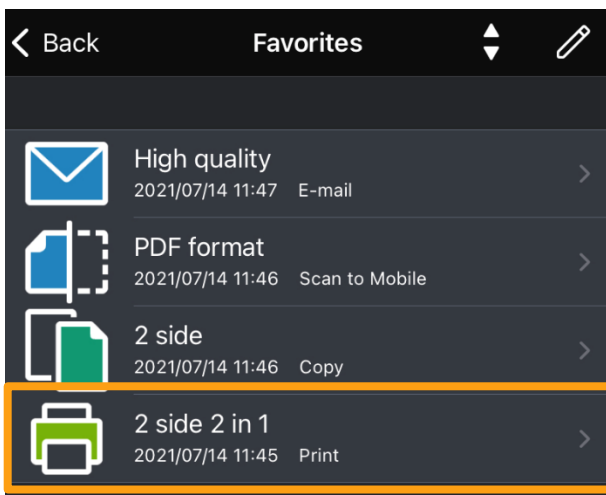 Back Favorites
High quality
2021/07/14 11:47 E-mail
PDF format
2021/07/14 11:46 Scan to Mobile
2 side
2021/07/14 11:46 Copy
2 side 2 in 1
2021/07/14 11:45 Print